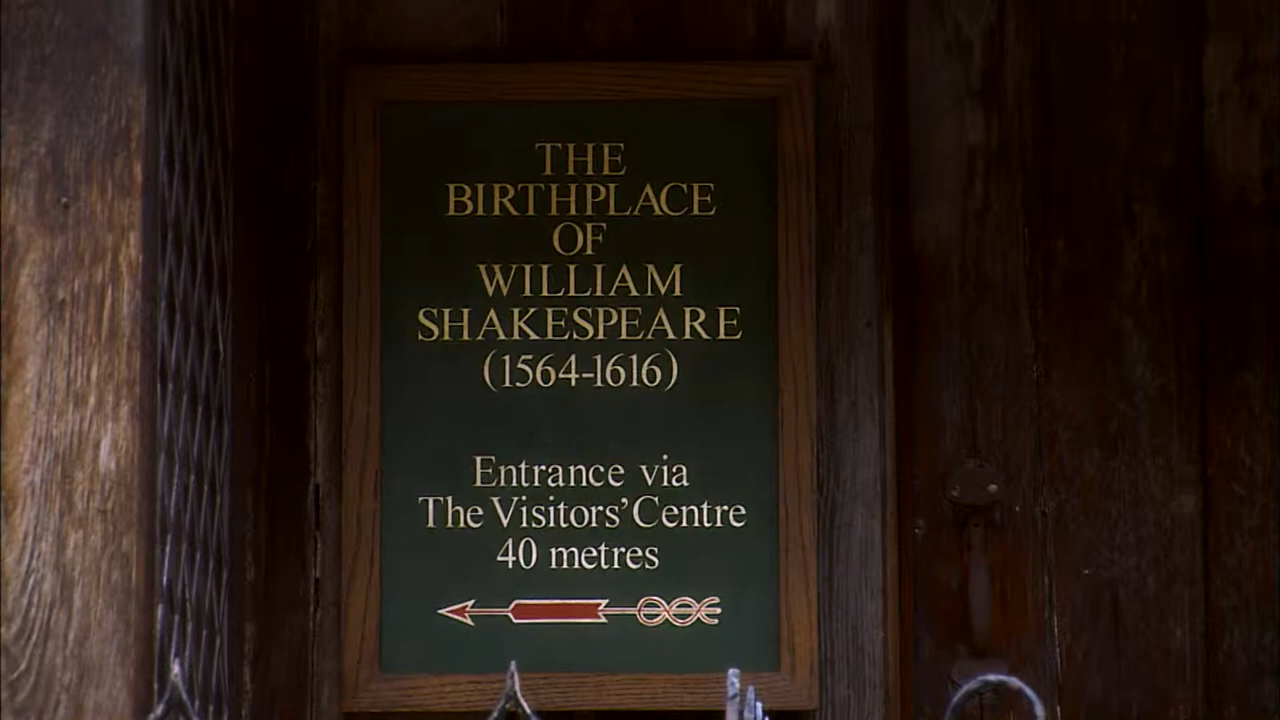 THE
BIRTHPLACE
OF
WILLIAM
SHAKESPEARE
(1564-1616)
Entrance via
The Visitors' Centre
40 metres